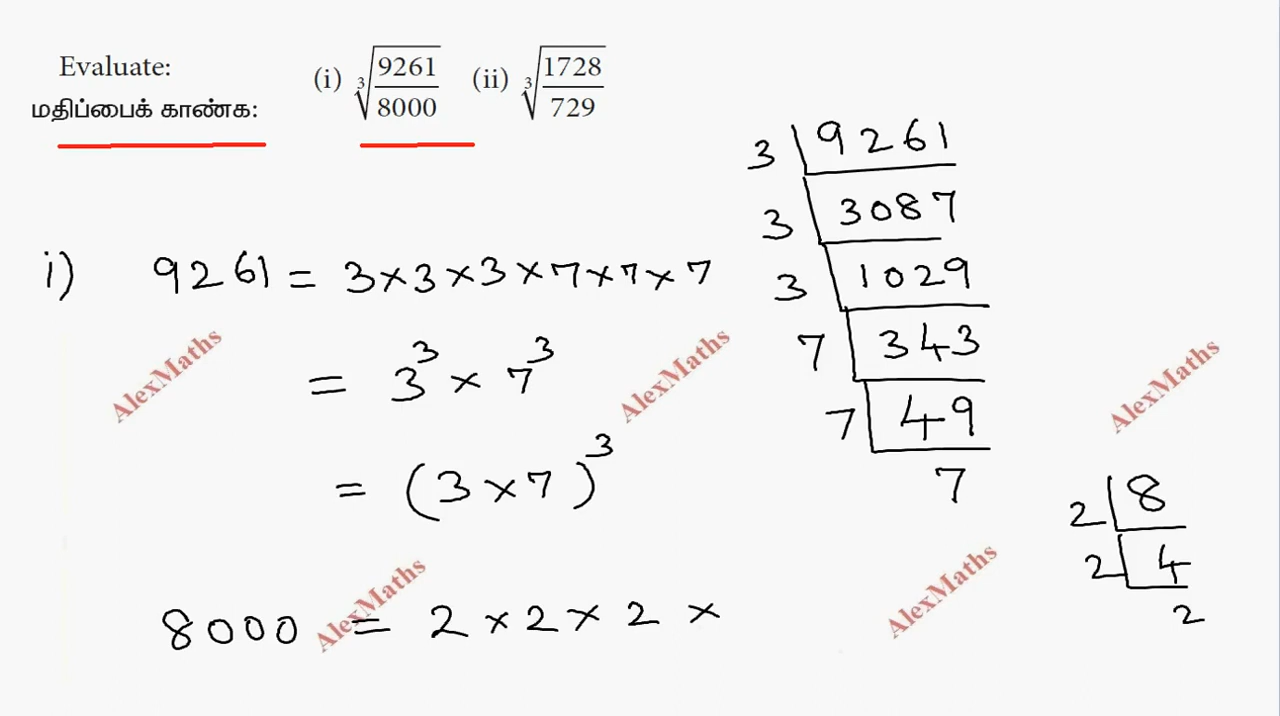 Evaluate: (i) ∛(9261/8000) (ii) ∛(1728/729)
மதிப்பைக் காண்க:
i) 9261 = 3×3×3×7×7×7
= 3³ × 7³
= (3×7)³
8000 = 2×2×2×
3 | 9261
3 | 3087
3 | 1029
7 | 343
7 | 49
7
2 | 8
2 | 4
2
AlexMaths
AlexMaths
AlexMaths
AlexMaths
AlexMaths